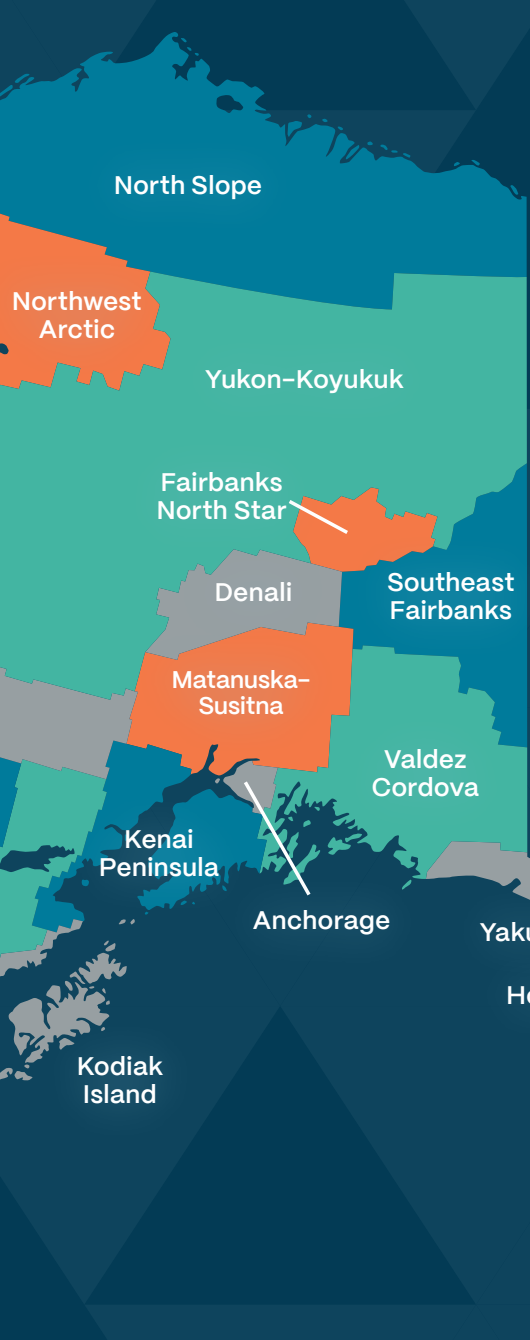 North Slope
Northwest
Arctic
Yukon–Koyukuk
Fairbanks
North Star
Denali
Southeast
Fairbanks
Matanuska–
Susitna
Valdez
Cordova
Kenai
Peninsula
Anchorage
Kodiak
Island